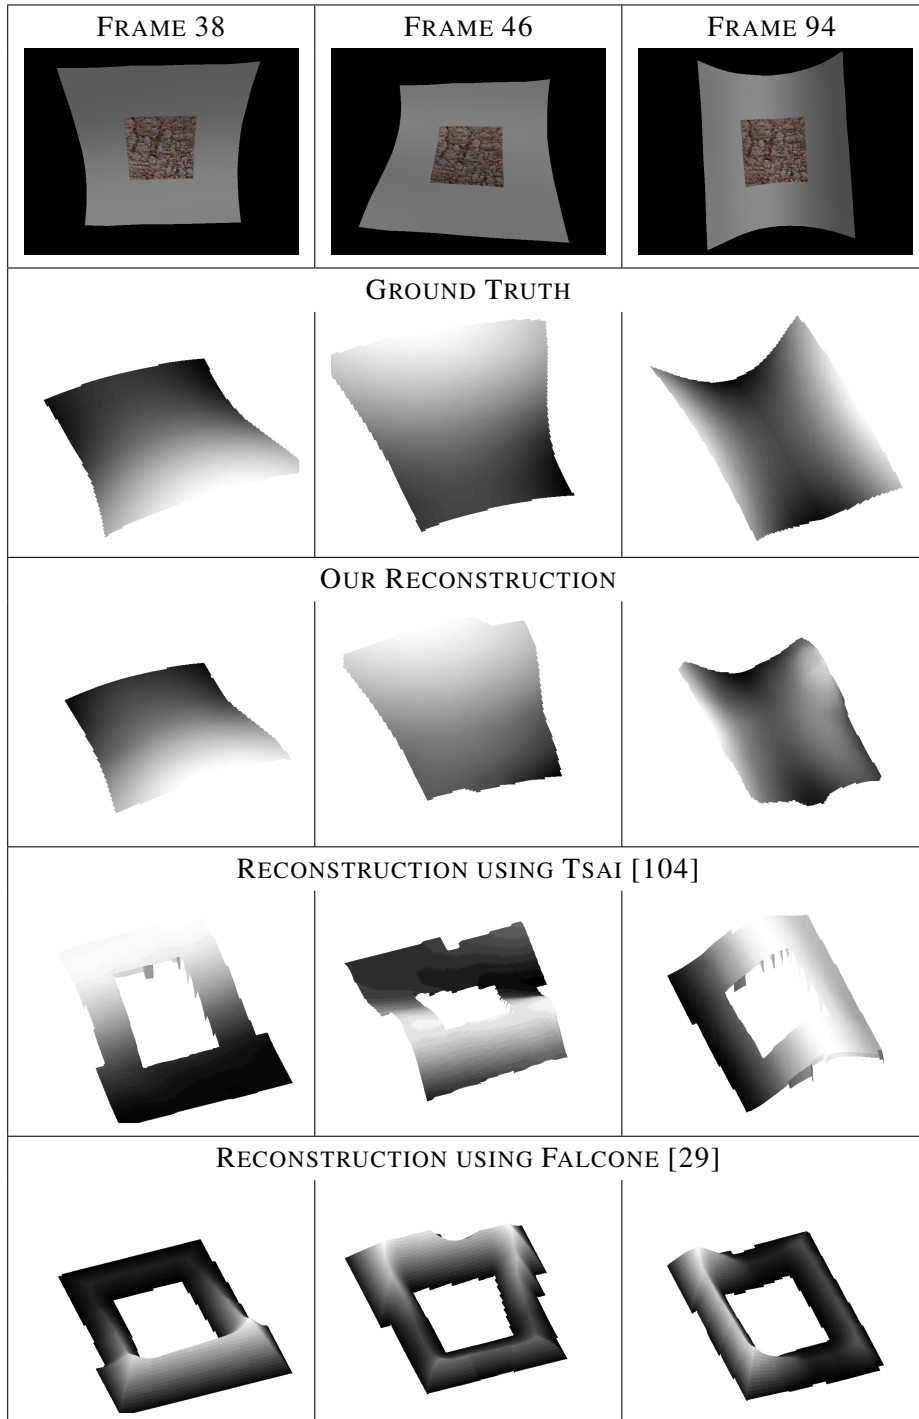 FRAME 38
FRAME 46
FRAME 94
GROUND TRUTH
OUR RECONSTRUCTION
RECONSTRUCTION USING TSAI [104]
RECONSTRUCTION USING FALCONE [29]